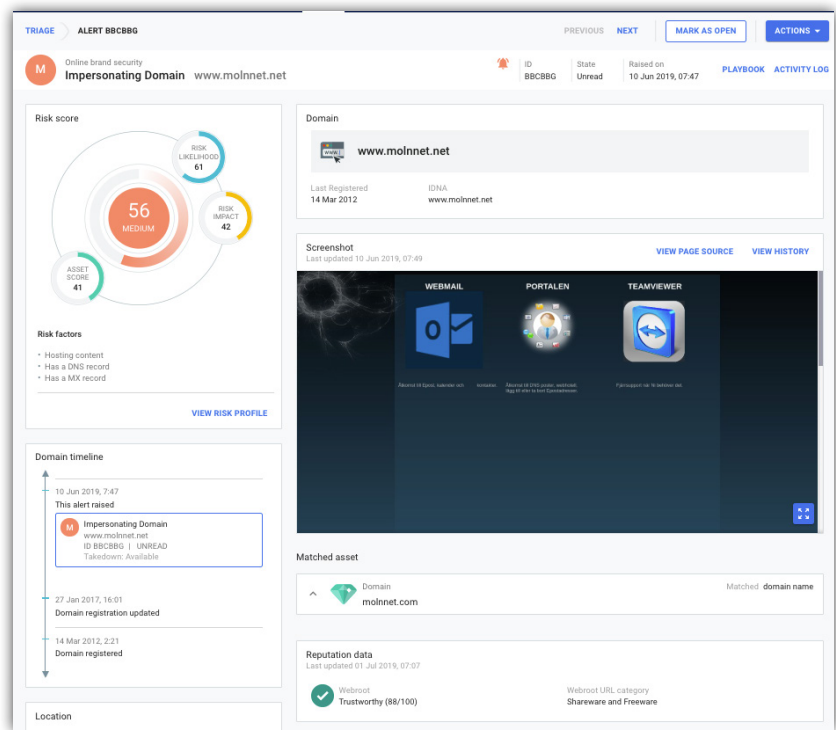 TRIAGE
ALERT BBCBBG
PREVIOUS
NEXT
MARK AS OPEN
ACTIONS
M
Online brand security
Impersonating Domain www.molnnet.net
ID
BBCBBG
State
Unread
Raised on
10 Jun 2019, 07:47
PLAYBOOK
ACTIVITY LOG
Risk score
RISK
LIKELIHOOD
61
56
MEDIUM
RISK
IMPACT
42
ASSET
SCORE
41
Risk factors
• Hosting content
• Has a DNS record
• Has a MX record
VIEW RISK PROFILE
Domain timeline
10 Jun 2019, 7:47
This alert raised
M
Impersonating Domain
www.molnnet.net
ID BBCBBG | UNREAD
Takedown: Available
27 Jan 2017, 16:01
Domain registration updated
14 Mar 2012, 2:21
Domain registered
Location
Domain
www.
www.molnnet.net
Last Registered
14 Mar 2012
IDNA
www.molnnet.net
Screenshot
Last updated 10 Jun 2019, 07:49
VIEW PAGE SOURCE
VIEW HISTORY
WEBMAIL
PORTALEN
TEAMVIEWER
Matched asset
Domain
molnnet.com
Matched domain name
Reputation data
Last updated 01 Jul 2019, 07:07
Webroot
Trustworthy (88/100)
Webroot URL category
Shareware and Freeware